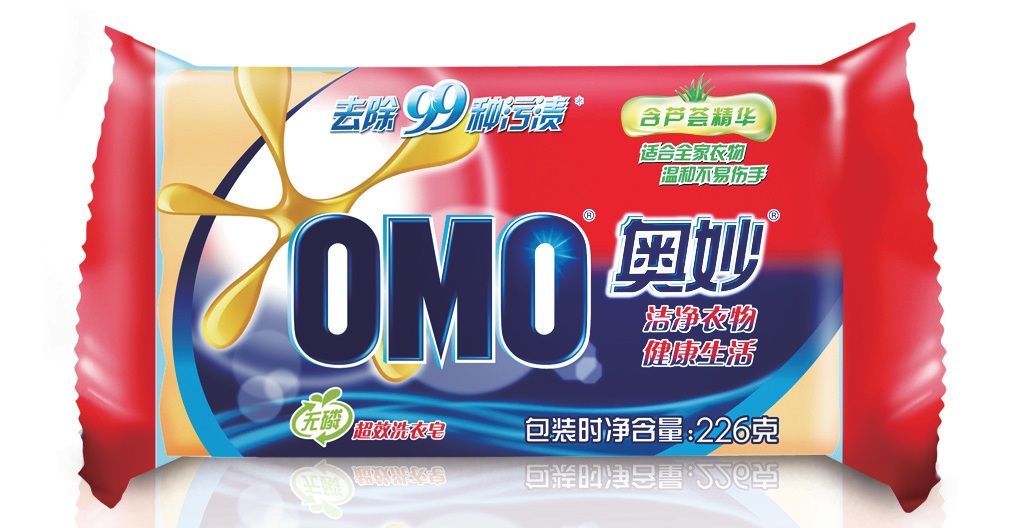 去除99种污渍*
含芦荟精华
适合全家衣物
温和不易伤手
OMO®
奥妙®
洁净衣物
健康生活
无磷
超效洗衣皂
包装时净含量:226克